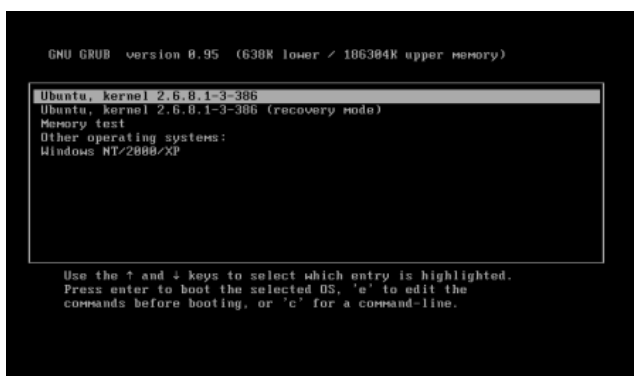 GNU GRUB version 0.95 (638K lower / 186304K upper memory)
Ubuntu, kernel 2.6.8.1-3-386
Ubuntu, kernel 2.6.8.1-3-386 (recovery mode)
Memory test
Other operating systems:
Windows NT/2000/XP
Use the ↑ and ↓ keys to select which entry is highlighted.
Press enter to boot the selected OS, 'e' to edit the
commands before booting, or 'c' for a command-line.